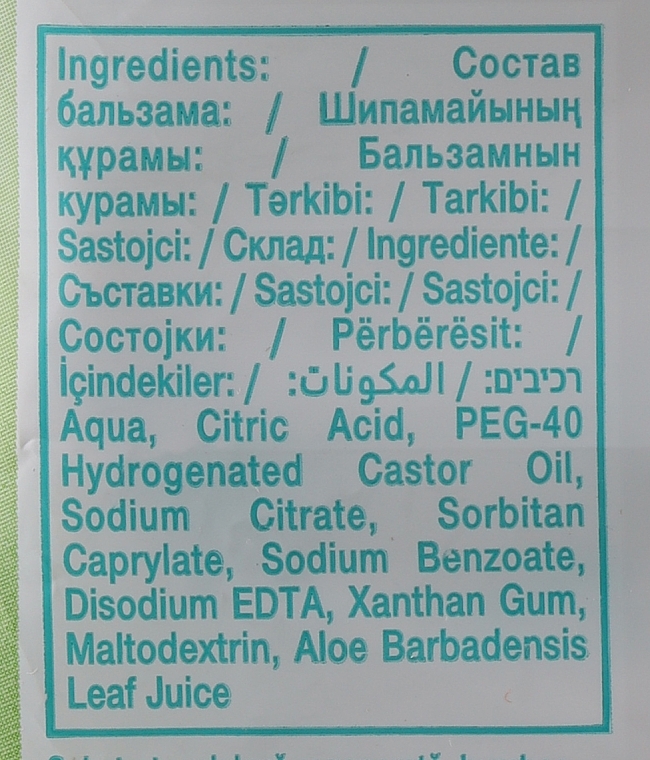 Ingredients: / Состав
бальзама: / Шипамайының
құрамы: / Бальзамнын
курамы: / Tərkibi: / Tarkibi: /
Sastojci: / Склад: / Ingrediente: /
Съставки: / Sastojci: / Sastojci: /
Состојки: / Përbërësit: /
İçindekiler: / المكونات: / רכיבים:
Aqua, Citric Acid, PEG-40
Hydrogenated Castor Oil,
Sodium Citrate, Sorbitan
Caprylate, Sodium Benzoate,
Disodium EDTA, Xanthan Gum,
Maltodextrin, Aloe Barbadensis
Leaf Juice